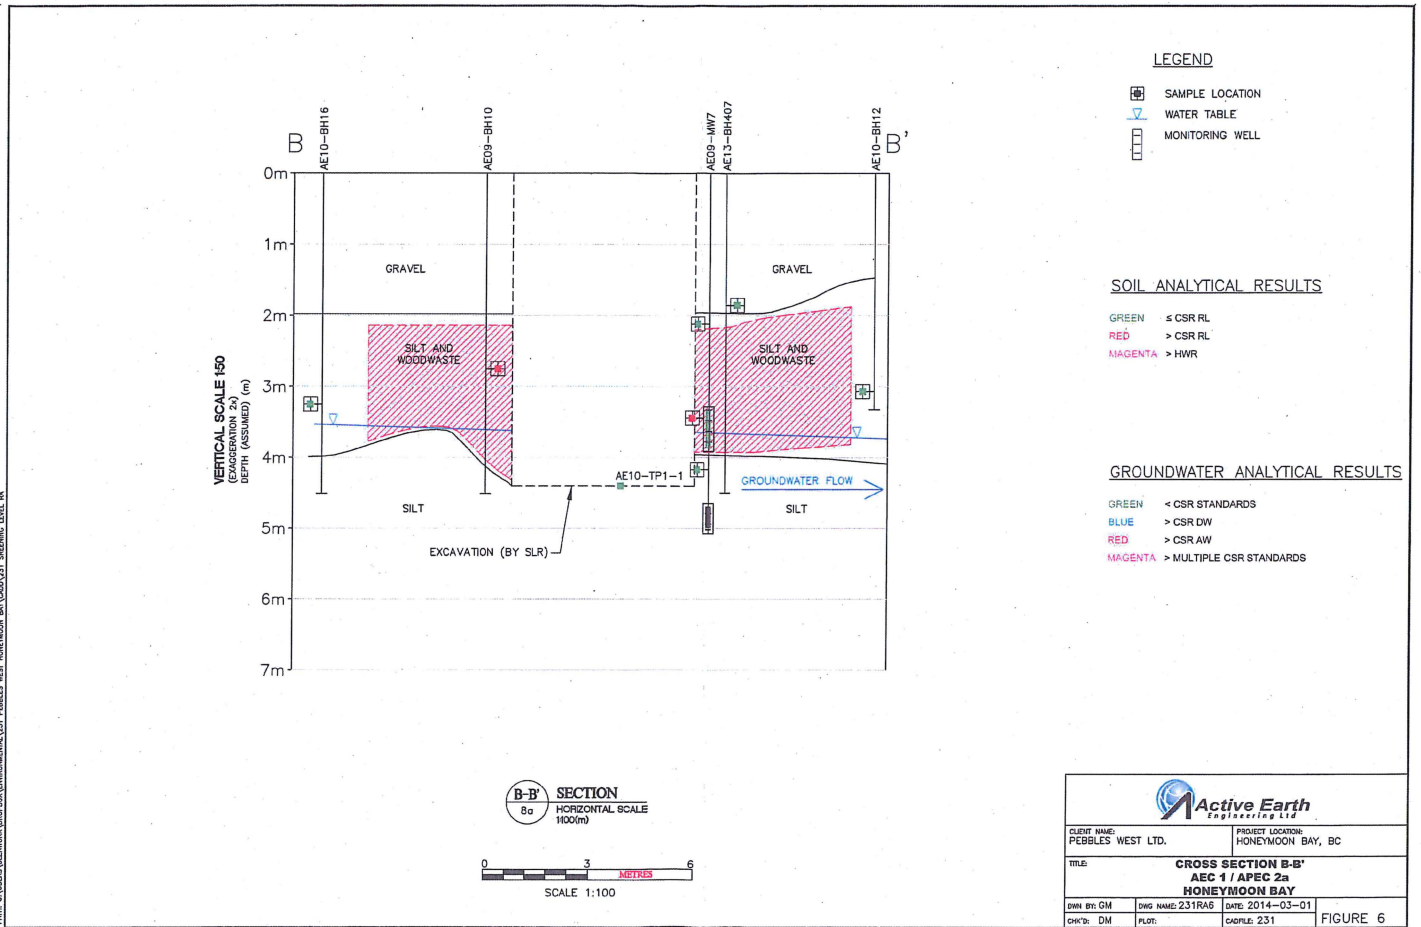 LEGEND
SAMPLE LOCATION
WATER TABLE
MONITORING WELL
B
AE10-BH16
AE09-BH10
AE09-MW7
AE13-BH407
AE10-BH12
B'
0m
1m
2m
3m
4m
5m
6m
7m
VERTICAL SCALE 1:50
(EXAGGERATION 2x)
DEPTH (ASSUMED) (m)
GRAVEL
GRAVEL
SILT AND
WOODWASTE
SILT AND
WOODWASTE
AE10-TP1-1
GROUNDWATER FLOW
SILT
SILT
EXCAVATION (BY SLR)
SOIL ANALYTICAL RESULTS
GREEN ≤ CSR RL
RED > CSR RL
MAGENTA > HWR
GROUNDWATER ANALYTICAL RESULTS
GREEN < CSR STANDARDS
BLUE > CSR DW
RED > CSR AW
MAGENTA > MULTIPLE CSR STANDARDS
B-B'
8a
SECTION
HORIZONTAL SCALE
1:100(m)
0 3 6
METRES
SCALE 1:100
Active Earth
Engineering Ltd
CLIENT NAME:
PEBBLES WEST LTD.
PROJECT LOCATION:
HONEYMOON BAY, BC
TITLE:
CROSS SECTION B-B'
AEC 1 / APEC 2a
HONEYMOON BAY
DWN BY: GM
DWG NAME: 231RA6
DATE: 2014-03-01
CHK'D: DM
PLOT:
CADFILE: 231
FIGURE 6